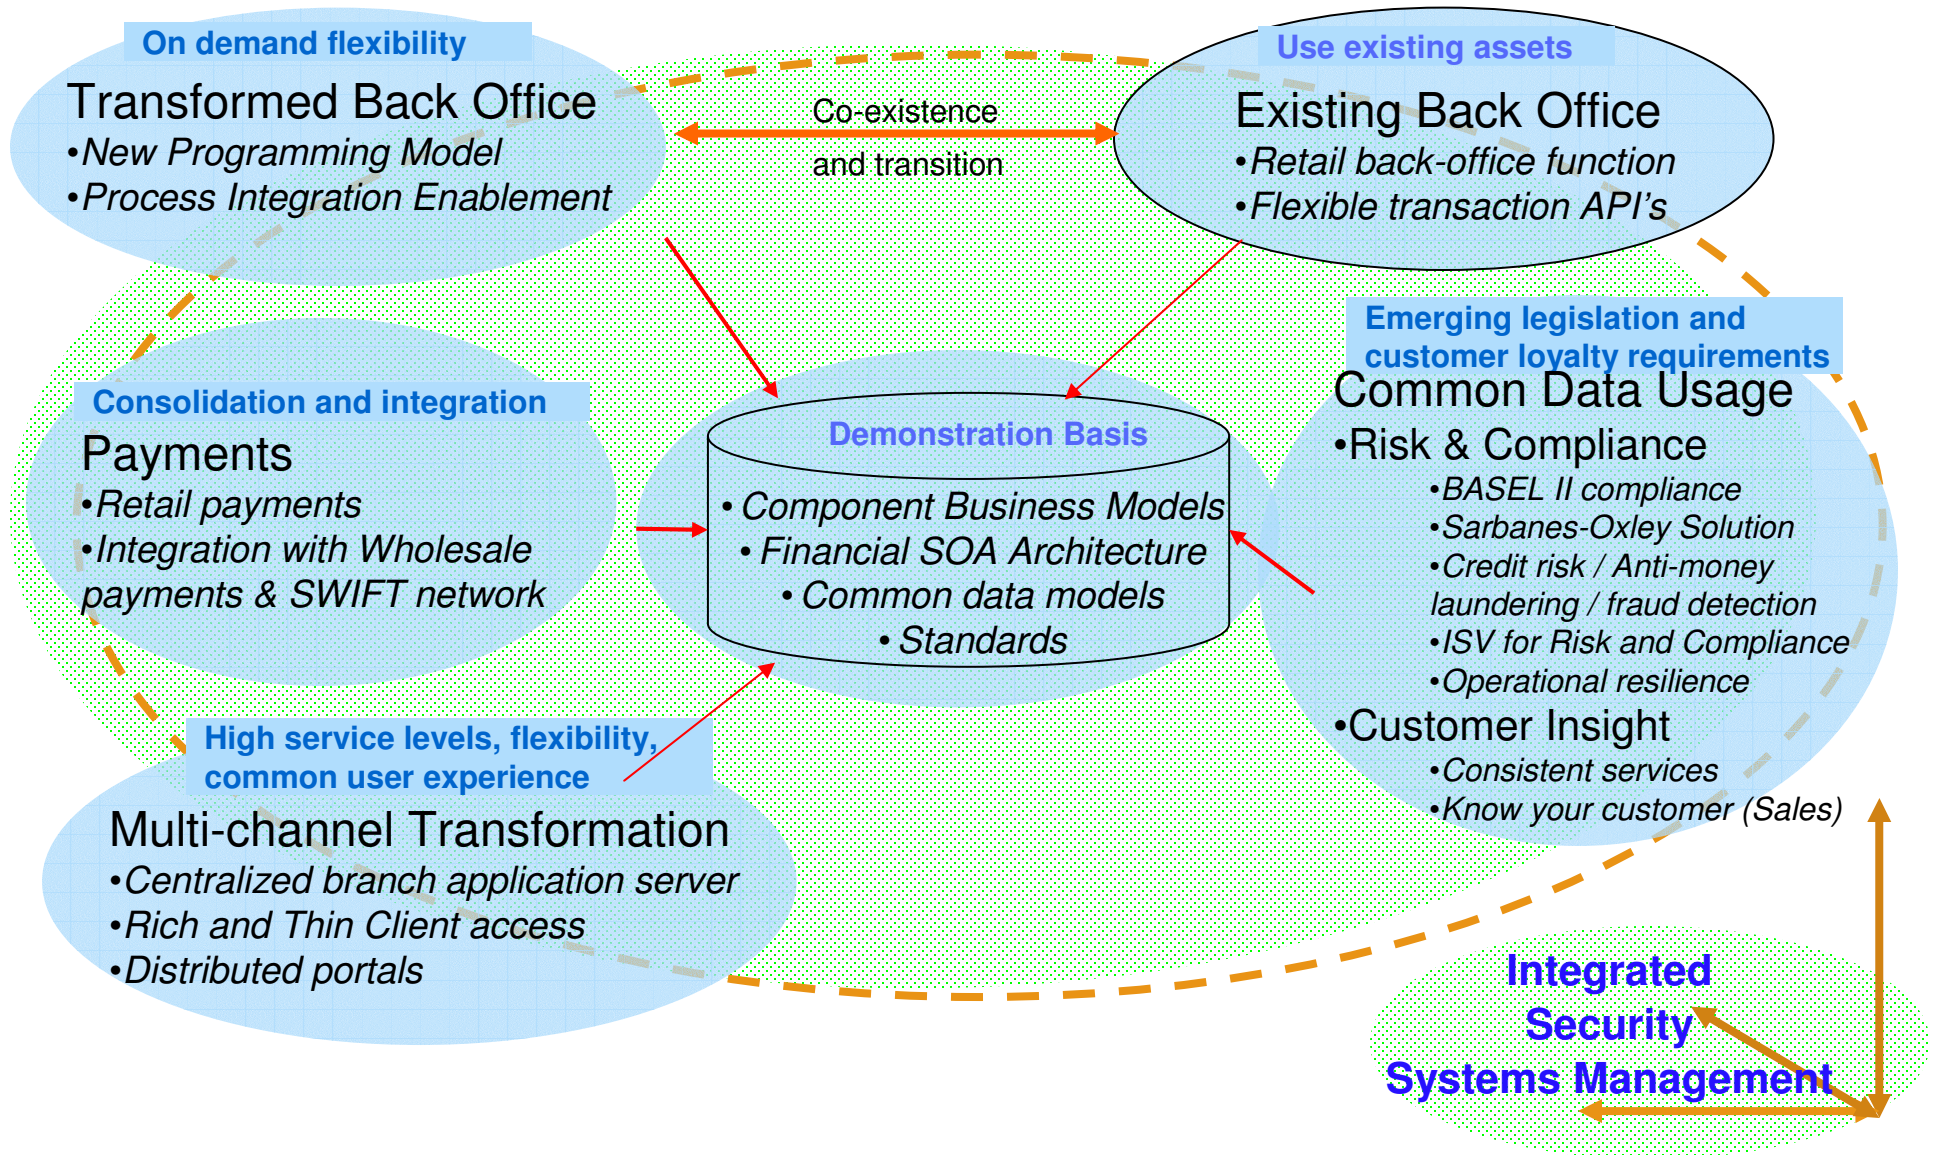 On demand flexibility
Transformed Back Office
•New Programming Model
•Process Integration Enablement
Co-existence
and transition
Use existing assets
Existing Back Office
•Retail back-office function
•Flexible transaction API's
Consolidation and integration
Payments
•Retail payments
•Integration with Wholesale
payments & SWIFT network
Demonstration Basis
• Component Business Models
• Financial SOA Architecture
• Common data models
• Standards
Emerging legislation and
customer loyalty requirements
Common Data Usage
•Risk & Compliance
•BASEL II compliance
•Sarbanes-Oxley Solution
•Credit risk / Anti-money
laundering / fraud detection
•ISV for Risk and Compliance
•Operational resilience
•Customer Insight
•Consistent services
•Know your customer (Sales)
High service levels, flexibility,
common user experience
Multi-channel Transformation
•Centralized branch application server
•Rich and Thin Client access
•Distributed portals
Integrated
Security
Systems Management